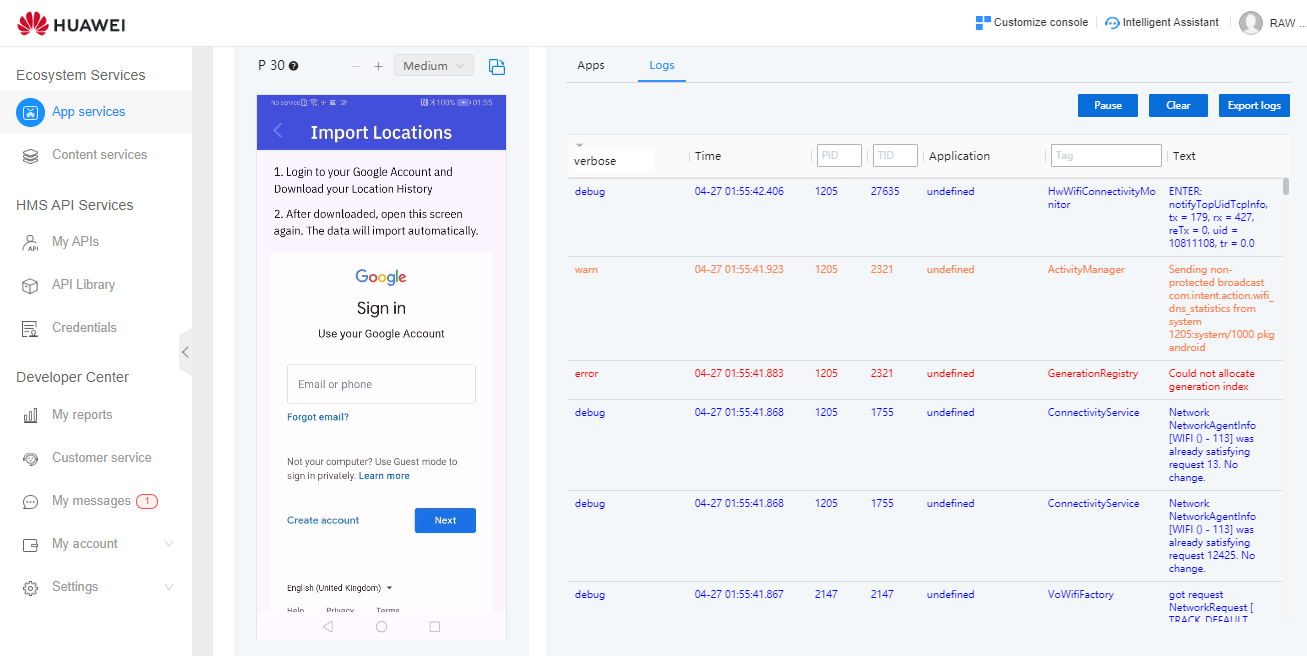 HUAWEI
Customize console
Intelligent Assistant
RAW ...
Ecosystem Services
App services
Content services
HMS API Services
My APIs
API Library
Credentials
Developer Center
My reports
Customer service
My messages 1
My account
Settings
P 30 ?
− + Medium
No service 100% 01:55
Import Locations
1. Login to your Google Account and
Download your Location History
2. After downloaded, open this screen
again. The data will import automatically.
Google
Sign in
Use your Google Account
Email or phone
Forgot email?
Not your computer? Use Guest mode to
sign in privately. Learn more
Create account Next
English (United Kingdom)
Help Privacy Terms
Apps Logs
Pause Clear Export logs
verbose Time PID TID Application Tag Text
debug 04-27 01:55:42.406 1205 27635 undefined HwWifiConnectivityMo
nitor
ENTER:
notifyTopUidTcpInfo,
tx = 179, rx = 427,
reTx = 0, uid =
10811108, tr = 0.0
warn 04-27 01:55:41.923 1205 2321 undefined ActivityManager
Sending non-
protected broadcast
com.intent.action.wifi_
dns_statistics from
system
1205:system/1000 pkg
android
error 04-27 01:55:41.883 1205 2321 undefined GenerationRegistry
Could not allocate
generation index
debug 04-27 01:55:41.868 1205 1755 undefined ConnectivityService
Network
NetworkAgentInfo
[WIFI () - 113] was
already satisfying
request 13. No
change.
debug 04-27 01:55:41.868 1205 1755 undefined ConnectivityService
Network
NetworkAgentInfo
[WIFI () - 113] was
already satisfying
request 12425. No
change.
debug 04-27 01:55:41.867 2147 2147 undefined VoWifiFactory
got request
NetworkRequest [
TRACK_DEFAULT